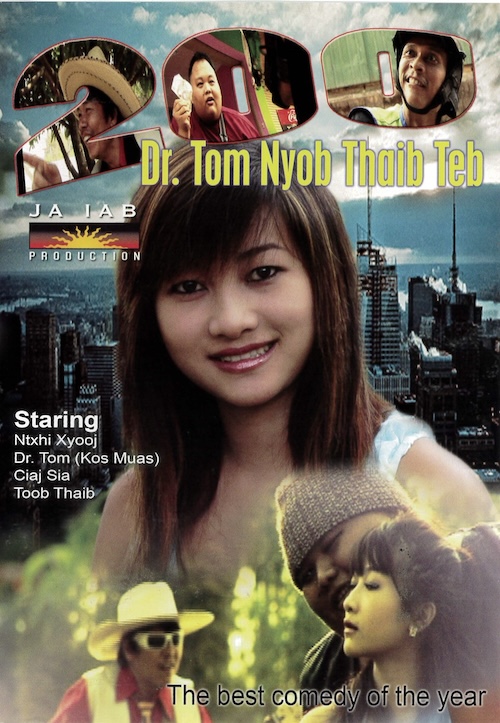 200
Dr. Tom Nyob Thaib Teb
JA IAB
PRODUCTION
Staring
Ntxhi Xyooj
Dr. Tom (Kos Muas)
Ciaj Sia
Toob Thaib
The best comedy of the year